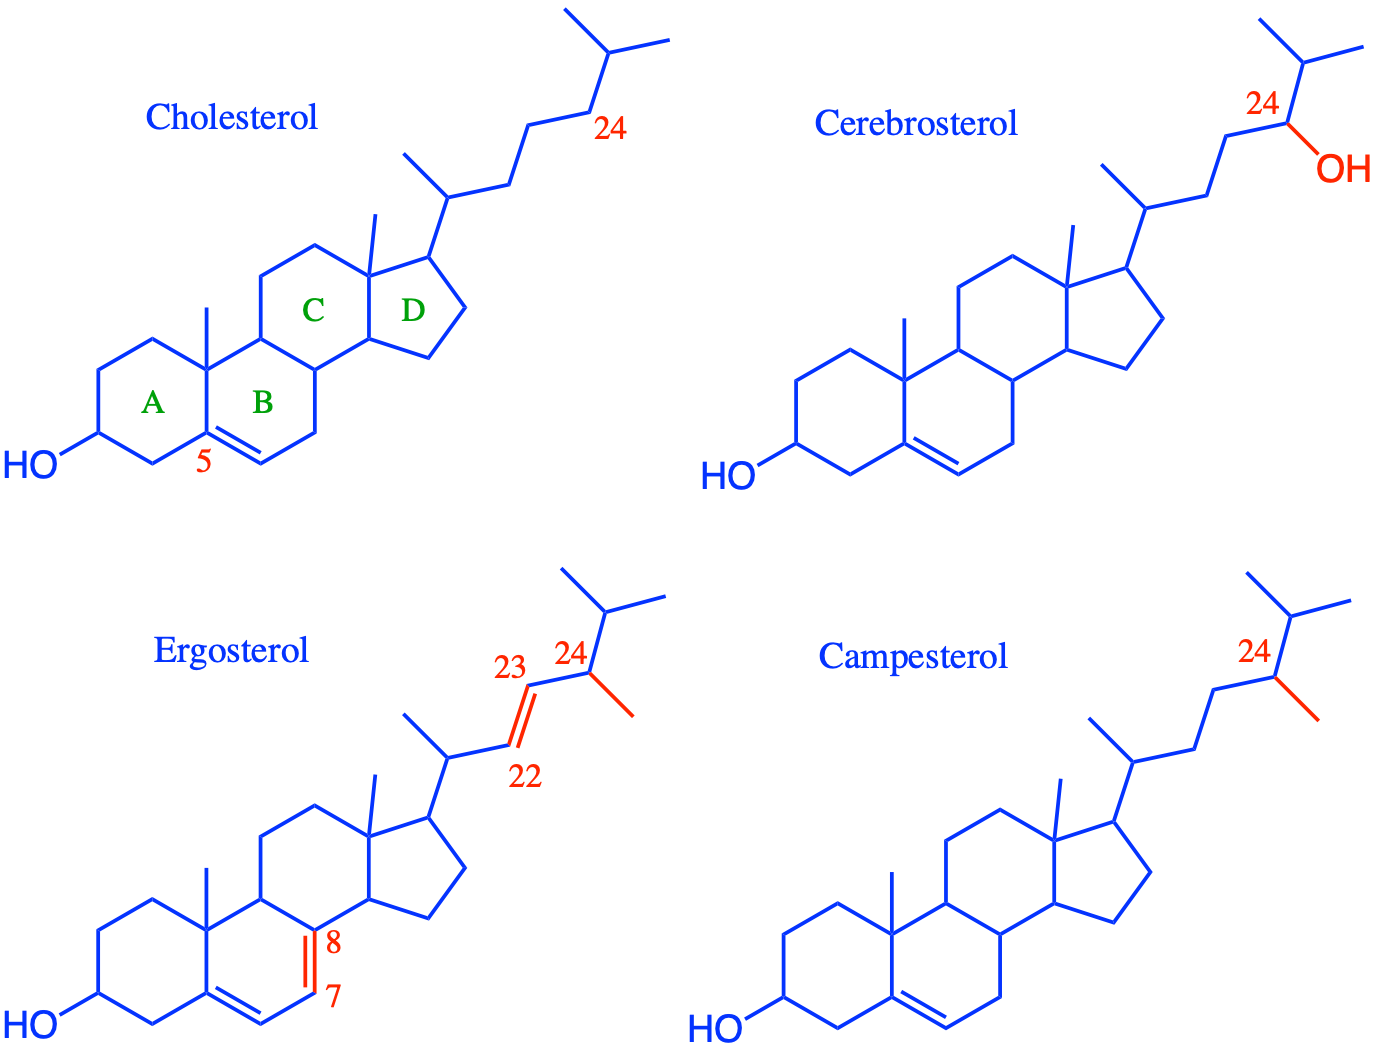 Cholesterol
24
C
D
A
B
5
HO
Cerebrosterol
24
OH
HO
Ergosterol
23
24
22
8
7
HO
Campesterol
24
HO